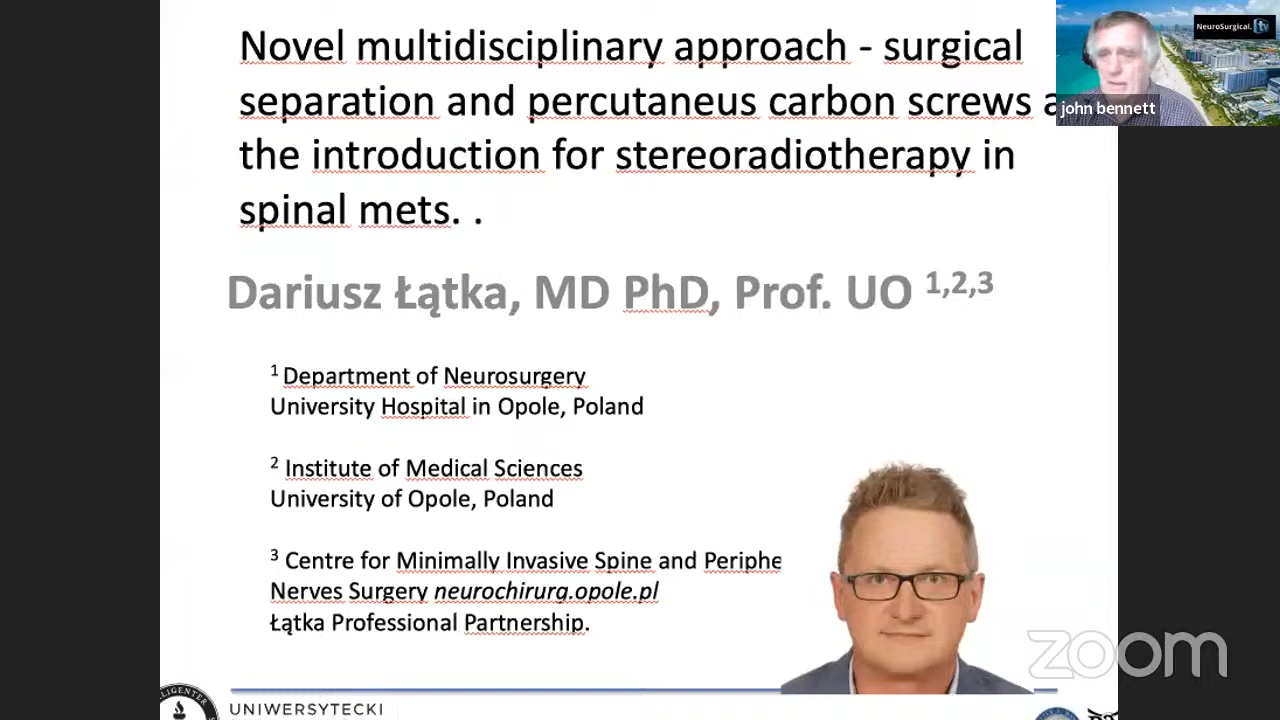 Novel multidisciplinary approach - surgical
separation and percutaneus carbon screws a
the introduction for stereoradiotherapy in
spinal mets. .
Dariusz Łątka, MD PhD, Prof. UO 1,2,3
1 Department of Neurosurgery
University Hospital in Opole, Poland
2 Institute of Medical Sciences
University of Opole, Poland
3 Centre for Minimally Invasive Spine and Periphe
Nerves Surgery neurochirurg.opole.pl
Łątka Professional Partnership.
UNIWERSYTECKI
NeuroSurgical.tv
john bennett
zoom